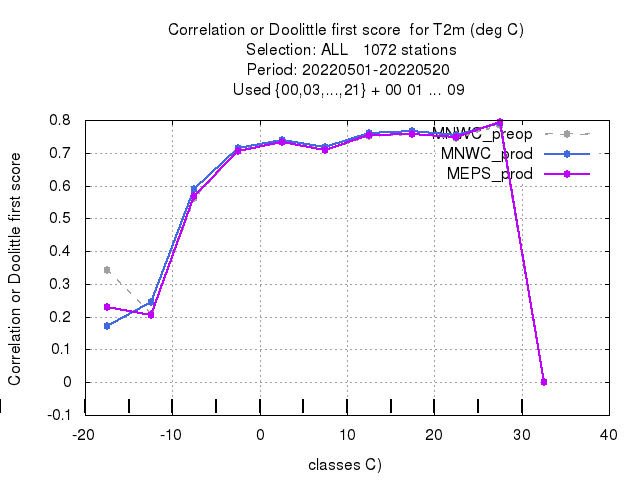 Correlation or Doolittle first score  for T2m (deg C)
Selection: ALL   1072 stations
Period: 20220501-20220520
Used {00,03,...,21} + 00 01 ... 09
Correlation or Doolittle first score
0.8
0.7
0.6
0.5
0.4
0.3
0.2
0.1
0
-0.1
MNWC_preop
MNWC_prod
MEPS_prod
-20
-10
0
10
20
30
40
classes C)